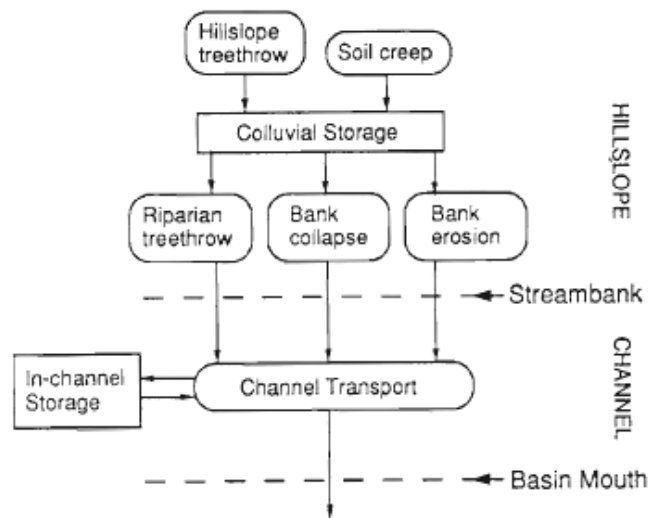 Hillslope
treethrow
Soil creep
Colluvial Storage
HILLSLOPE
Riparian
treethrow
Bank
collapse
Bank
erosion
Streambank
In-channel
Storage
Channel Transport
CHANNEL
Basin Mouth